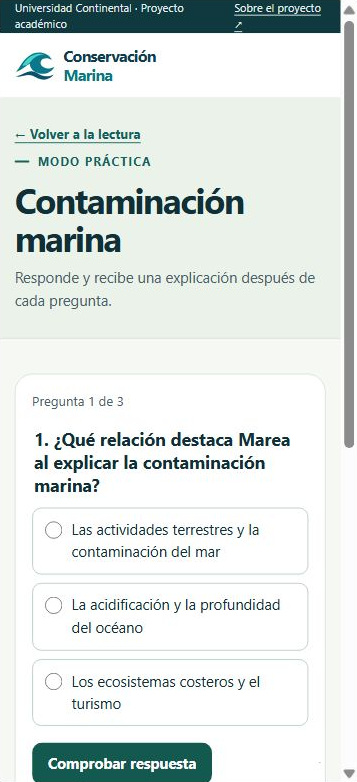 Universidad Continental · Proyecto
académico
Sobre el proyecto
↗
Conservación
Marina
← Volver a la lectura
— MODO PRÁCTICA
Contaminación
marina
Responde y recibe una explicación después de
cada pregunta.
Pregunta 1 de 3
1. ¿Qué relación destaca Marea
al explicar la contaminación
marina?
Las actividades terrestres y la
contaminación del mar
La acidificación y la profundidad
del océano
Los ecosistemas costeros y el
turismo
Comprobar respuesta